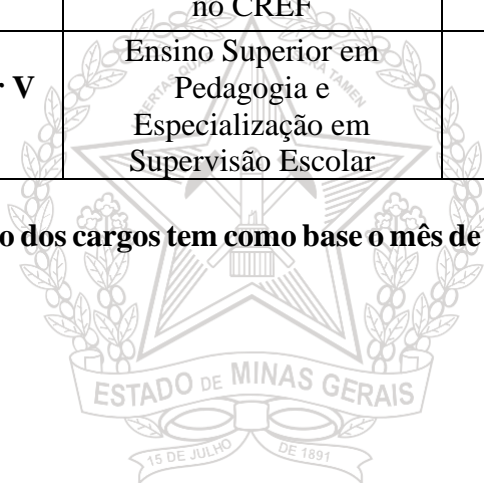 no CREF
r V
Ensino Superior em
Pedagogia e
Especialização em
Supervisão Escolar
o dos cargos tem como base o mês de
ESTADO DE MINAS GERAIS
15 DE JULHO DE 1891